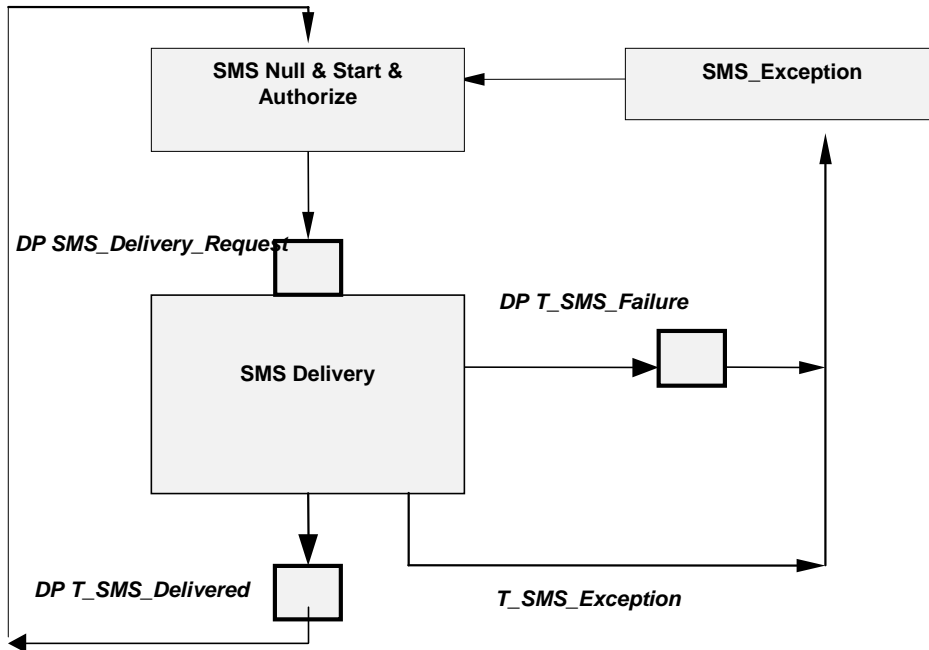 SMS Null & Start &
Authorize
SMS_Exception
DP SMS_Delivery_Request
DP T_SMS_Failure
SMS Delivery
DP T_SMS_Delivered
T_SMS_Exception